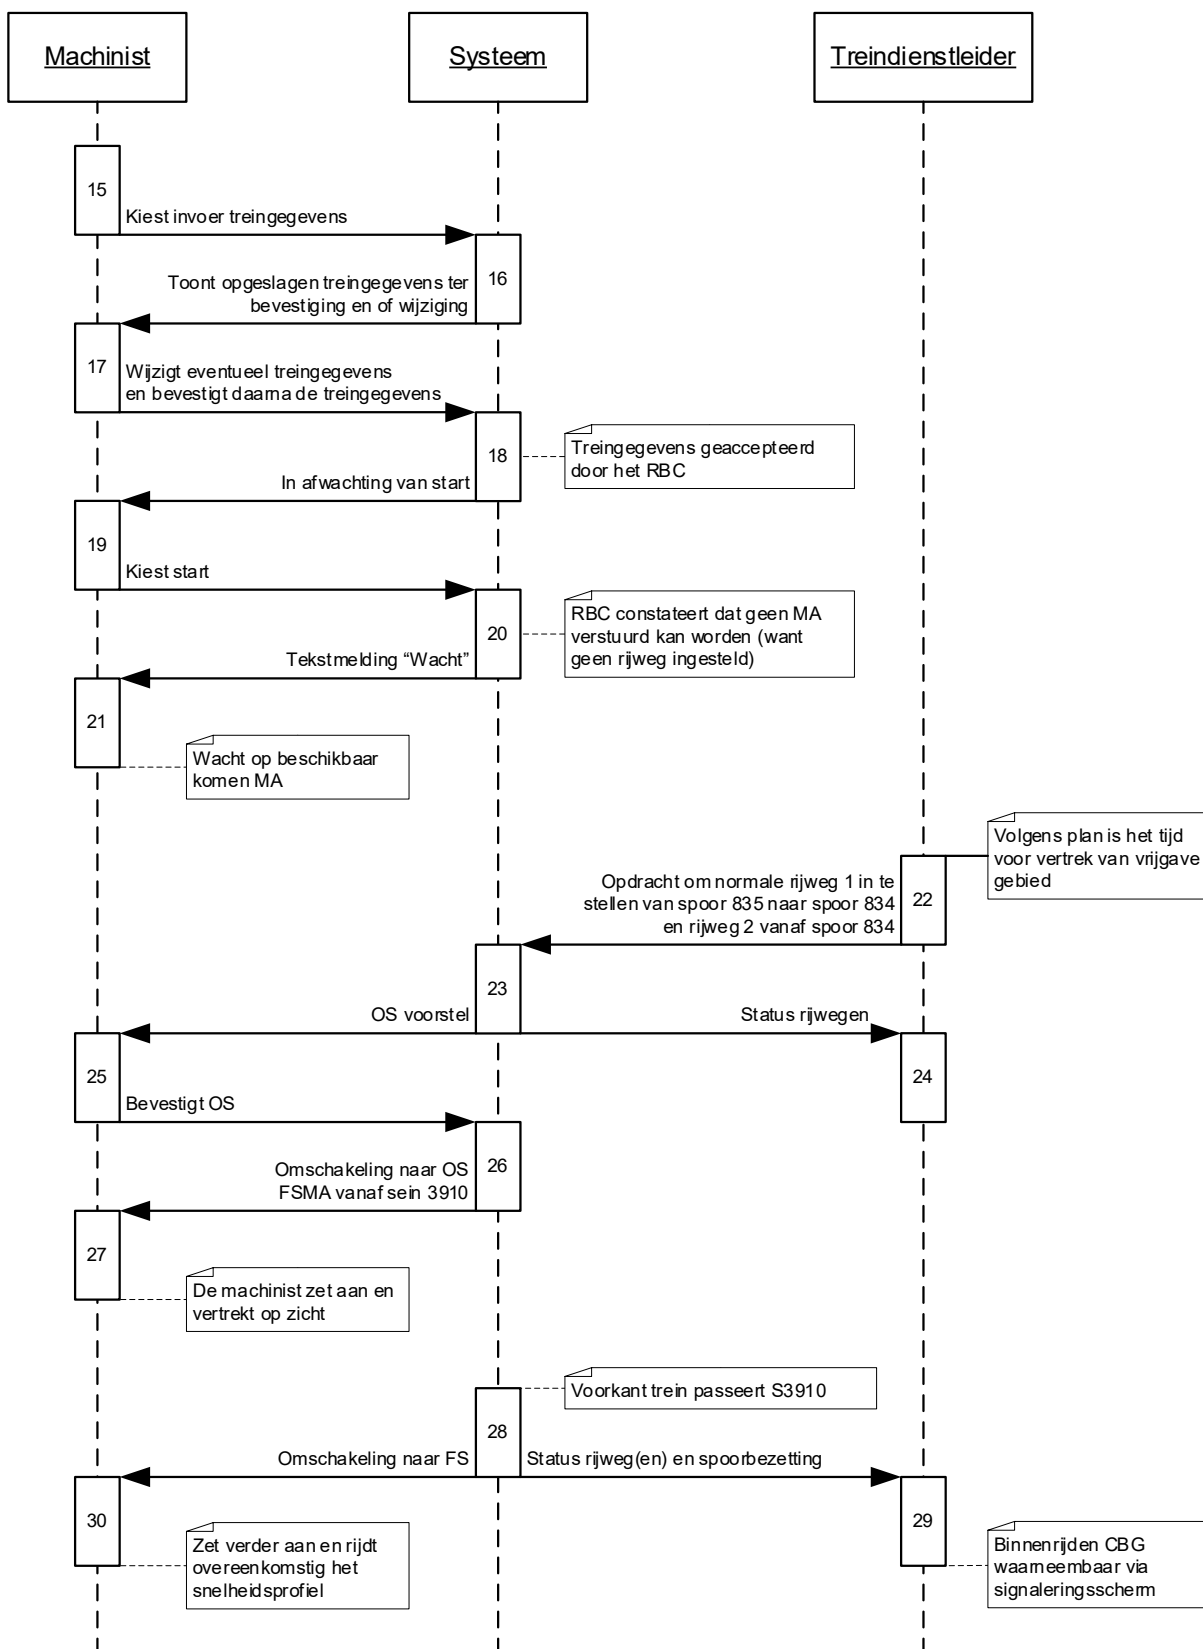 Machinist
Systeem
Treindienstleider
15
Kiest invoer treingegevens
16
Toont opgeslagen treingegevens ter
bevestiging en of wijziging
17
Wijzigt eventueel treingegevens
en bevestigt daarna de treingegevens
18
Treingegevens geaccepteerd
door het RBC
In afwachting van start
19
Kiest start
20
RBC constateert dat geen MA
verstuurd kan worden (want
geen rijweg ingesteld)
Tekstmelding “Wacht”
21
Wacht op beschikbaar
komen MA
Volgens plan is het tijd
voor vertrek van vrijgave
gebied
22
Opdracht om normale rijweg 1 in te
stellen van spoor 835 naar spoor 834
en rijweg 2 vanaf spoor 834
23
OS voorstel
Status rijwegen
25
24
Bevestigt OS
26
Omschakeling naar OS
FSMA vanaf sein 3910
27
De machinist zet aan en
vertrekt op zicht
Voorkant trein passeert S3910
28
Omschakeling naar FS
Status rijweg(en) en spoorbezetting
30
29
Zet verder aan en rijdt
overeenkomstig het
snelheidsprofiel
Binnenrijden CBG
waarneembaar via
signaleringsscherm